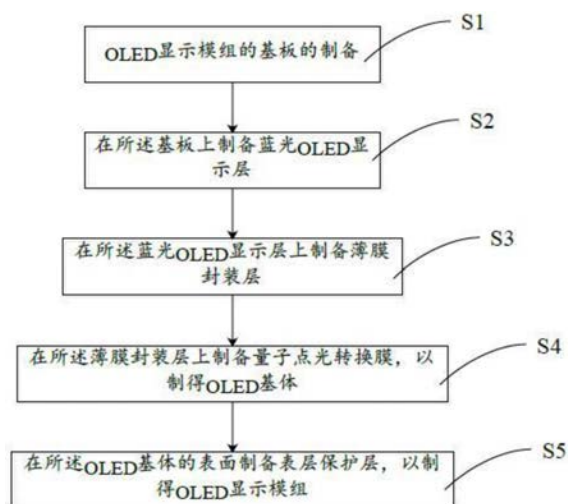 OLED显示模组的基板的制备
S1
在所述基板上制备蓝光OLED显
示层
S2
在所述蓝光OLED显示层上制备薄膜
封装层
S3
在所述薄膜封装层上制备量子点光转换膜，以
制得OLED基体
S4
在所述OLED基体的表面制备表层保护层，以制
得OLED显示模组
S5